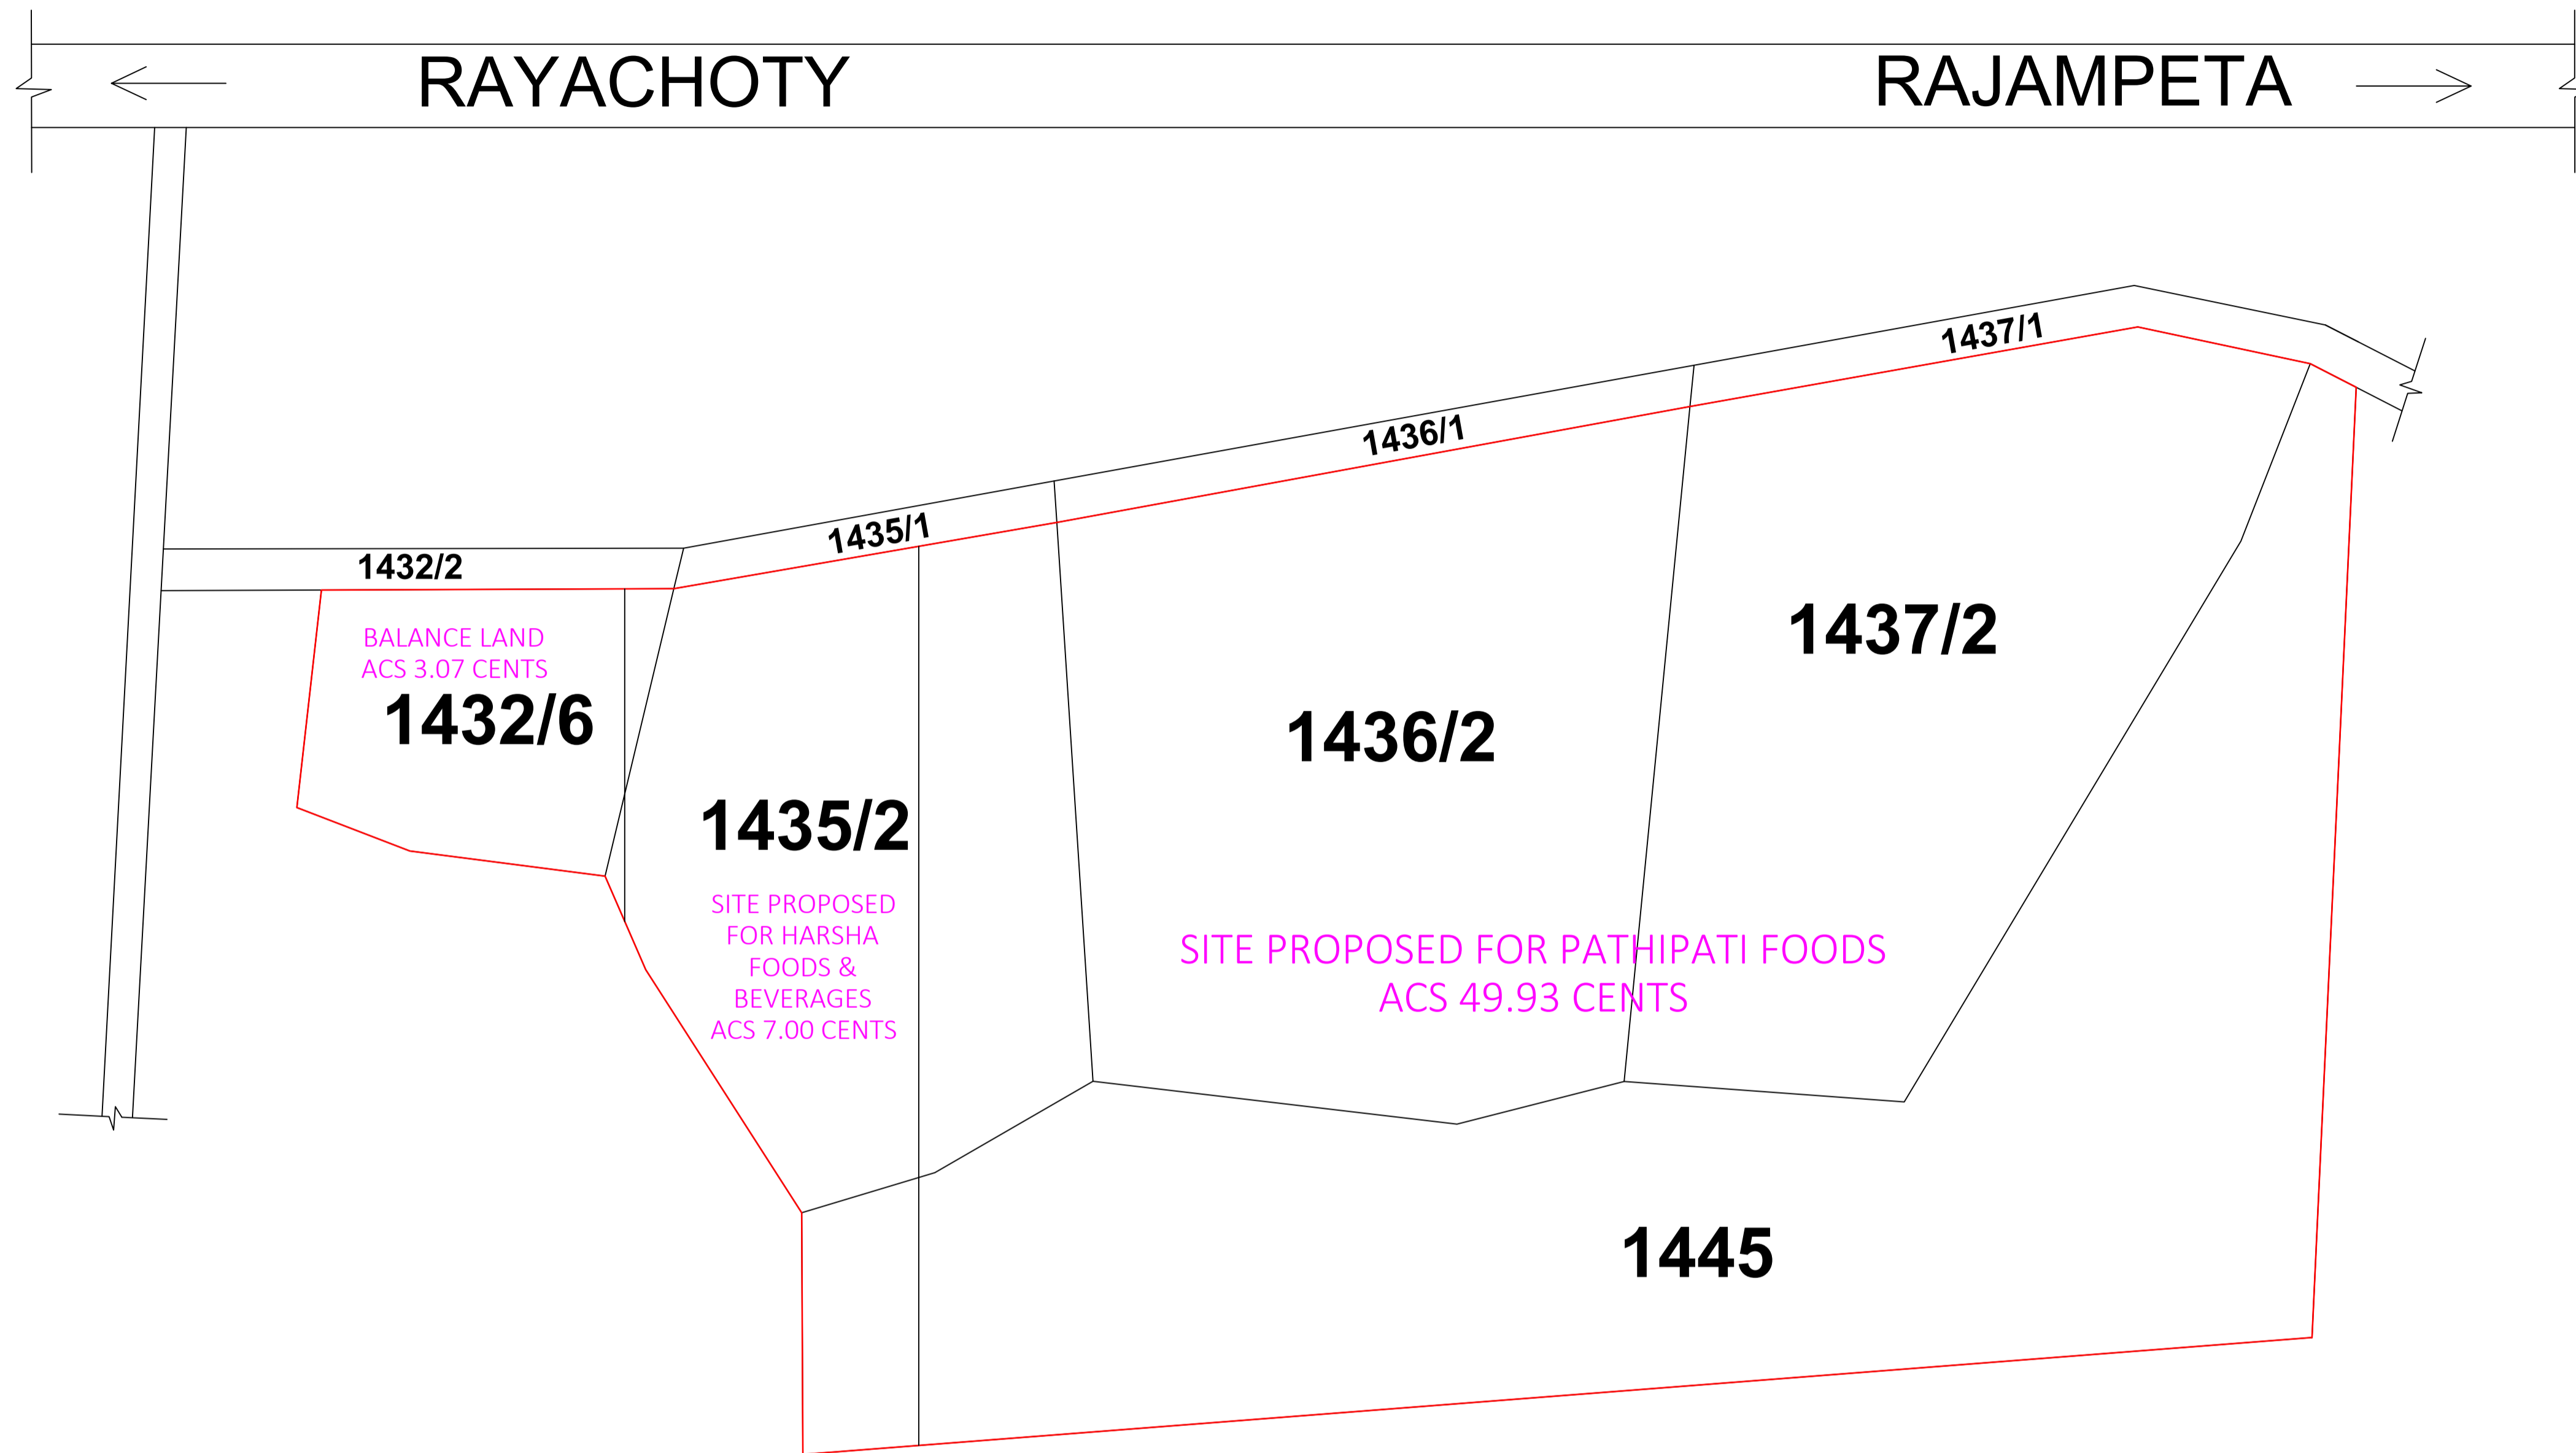 RAYACHOTY
RAJAMPETA
1437/1
1436/1
1435/1
1432/2
BALANCE LAND
ACS 3.07 CENTS
1432/6
1437/2
1436/2
1435/2
SITE PROPOSED
FOR HARSHA
FOODS &
BEVERAGES
ACS 7.00 CENTS
SITE PROPOSED FOR PATHIPATI FOODS
ACS 49.93 CENTS
1445